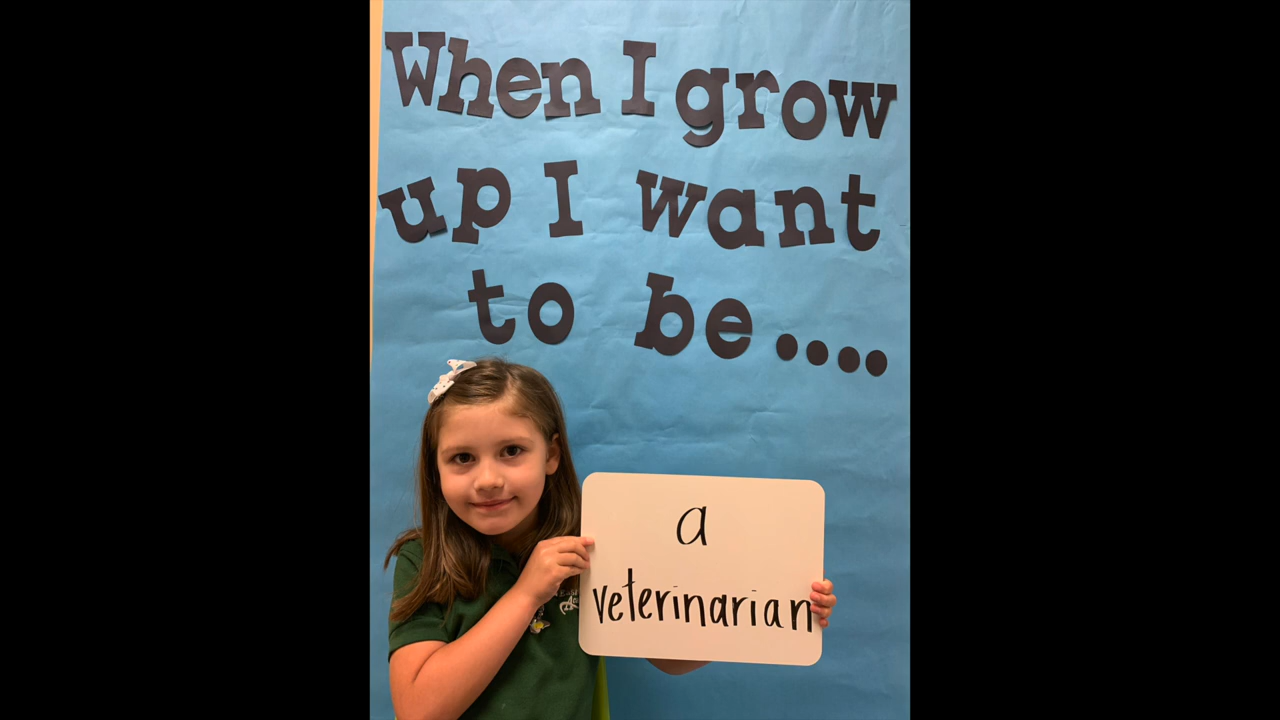 When I grow
up I want
to be....
a
veterinarian